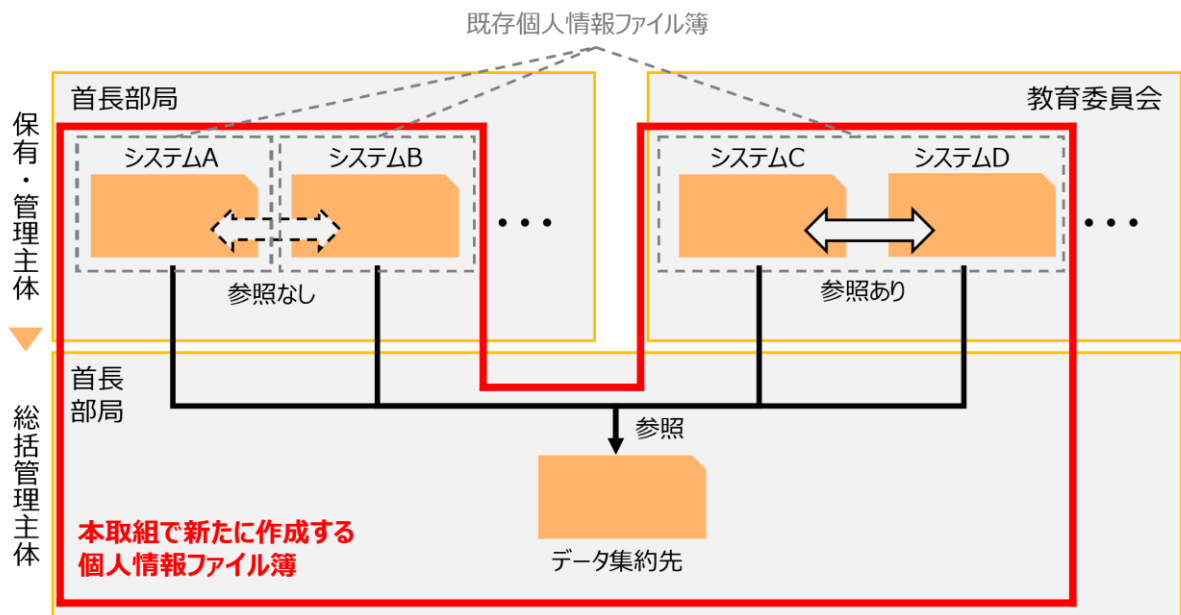 既存個人情報ファイル簿
首長部局
教育委員会
保有・管理主体
システムA
システムB
・・・
システムC
システムD
・・・
参照なし
参照あり
首長
部局
総括管理主体
参照
本取組で新たに作成する
個人情報ファイル簿
データ集約先